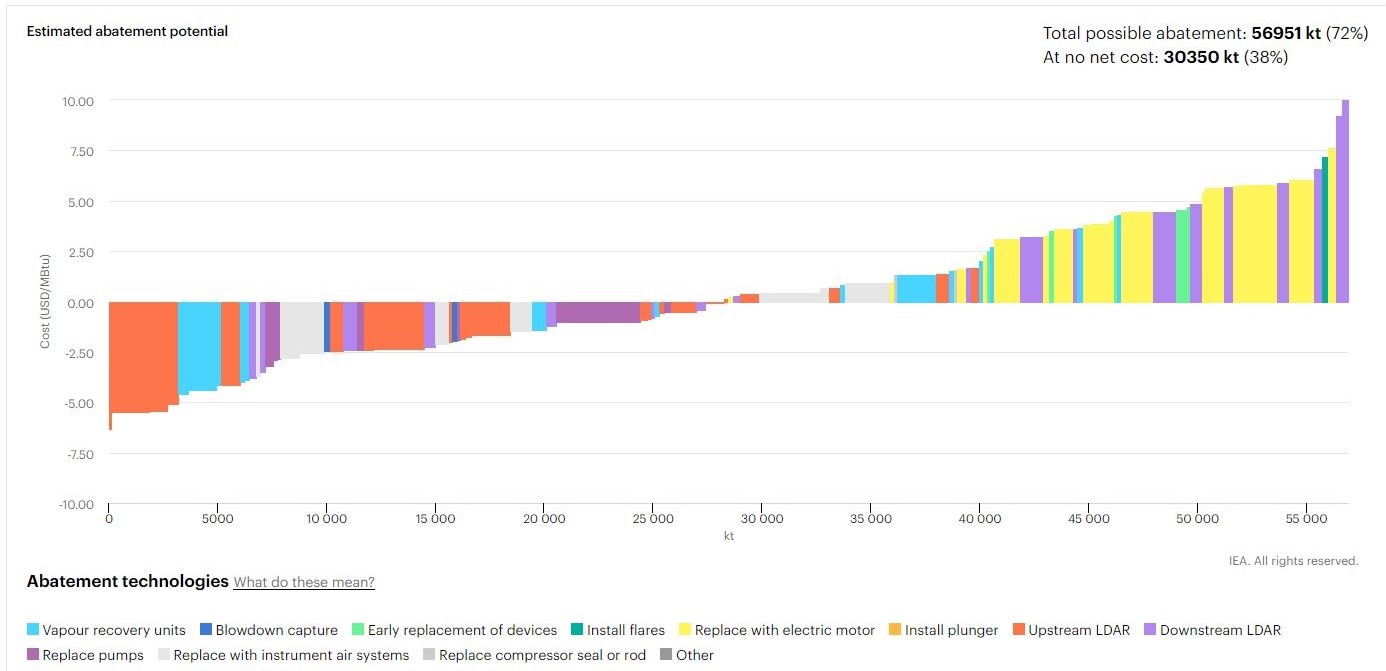 Estimated abatement potential
Total possible abatement: 56951 kt (72%)
At no net cost: 30350 kt (38%)
10.00
7.50
5.00
2.50
0.00
-2.50
-5.00
-7.50
-10.00
Cost (USD/MBtu)
0 5000 10 000 15 000 20 000 25 000 30 000 35 000 40 000 45 000 50 000 55 000
kt
IEA. All rights reserved.
Abatement technologies What do these mean?
Vapour recovery units Blowdown capture Early replacement of devices Install flares Replace with electric motor Install plunger Upstream LDAR Downstream LDAR
Replace pumps Replace with instrument air systems Replace compressor seal or rod Other